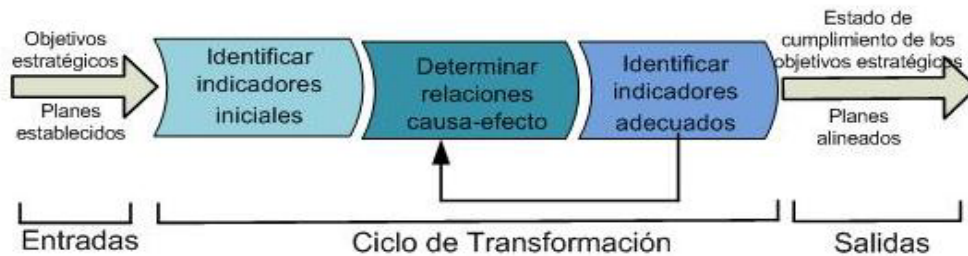 Objetivos
estratégicos
Planes
establecidos
Identificar
indicadores
iniciales
Determinar
relaciones
causa-efecto
Identificar
indicadores
adecuados
Estado de
cumplimiento de los
objetivos estratégicos
Planes
alineados
Entradas
Ciclo de Transformación
Salidas